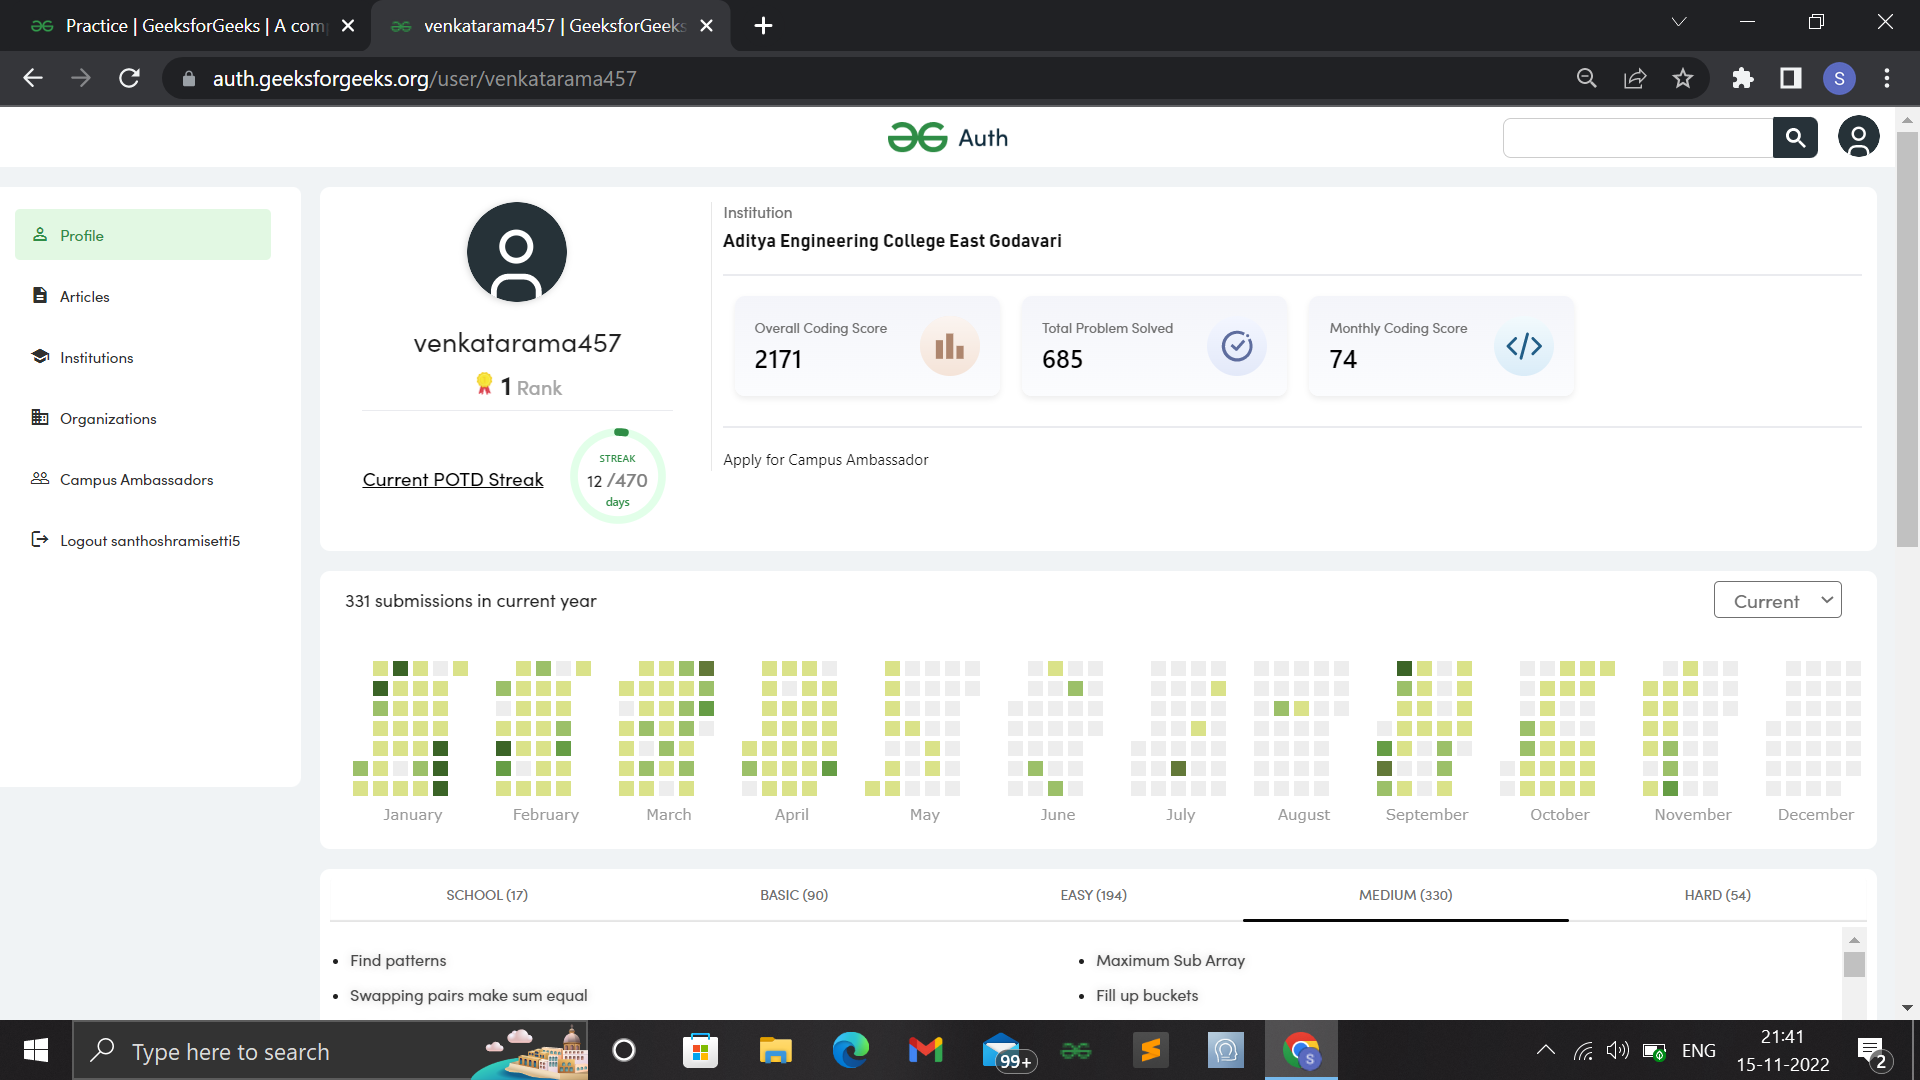 Practice | GeeksforGeeks | A com
venkatarama457 | GeeksforGeeks
auth.geeksforgeeks.org/user/venkatarama457
S
Auth
Profile
Articles
Institutions
Organizations
Campus Ambassadors
Logout santhoshramisetti5
venkatarama457
1 Rank
Current POTD Streak
STREAK
12 /470
days
Institution
Aditya Engineering College East Godavari
Overall Coding Score
2171
Total Problem Solved
685
Monthly Coding Score
74
Apply for Campus Ambassador
331 submissions in current year
Current
January February March April May June July August September October November December
SCHOOL (17) BASIC (90) EASY (194) MEDIUM (330) HARD (54)
Find patterns
Maximum Sub Array
Swapping pairs make sum equal
Fill up buckets
Type here to search
99+
S
ENG
21:41
15-11-2022
2